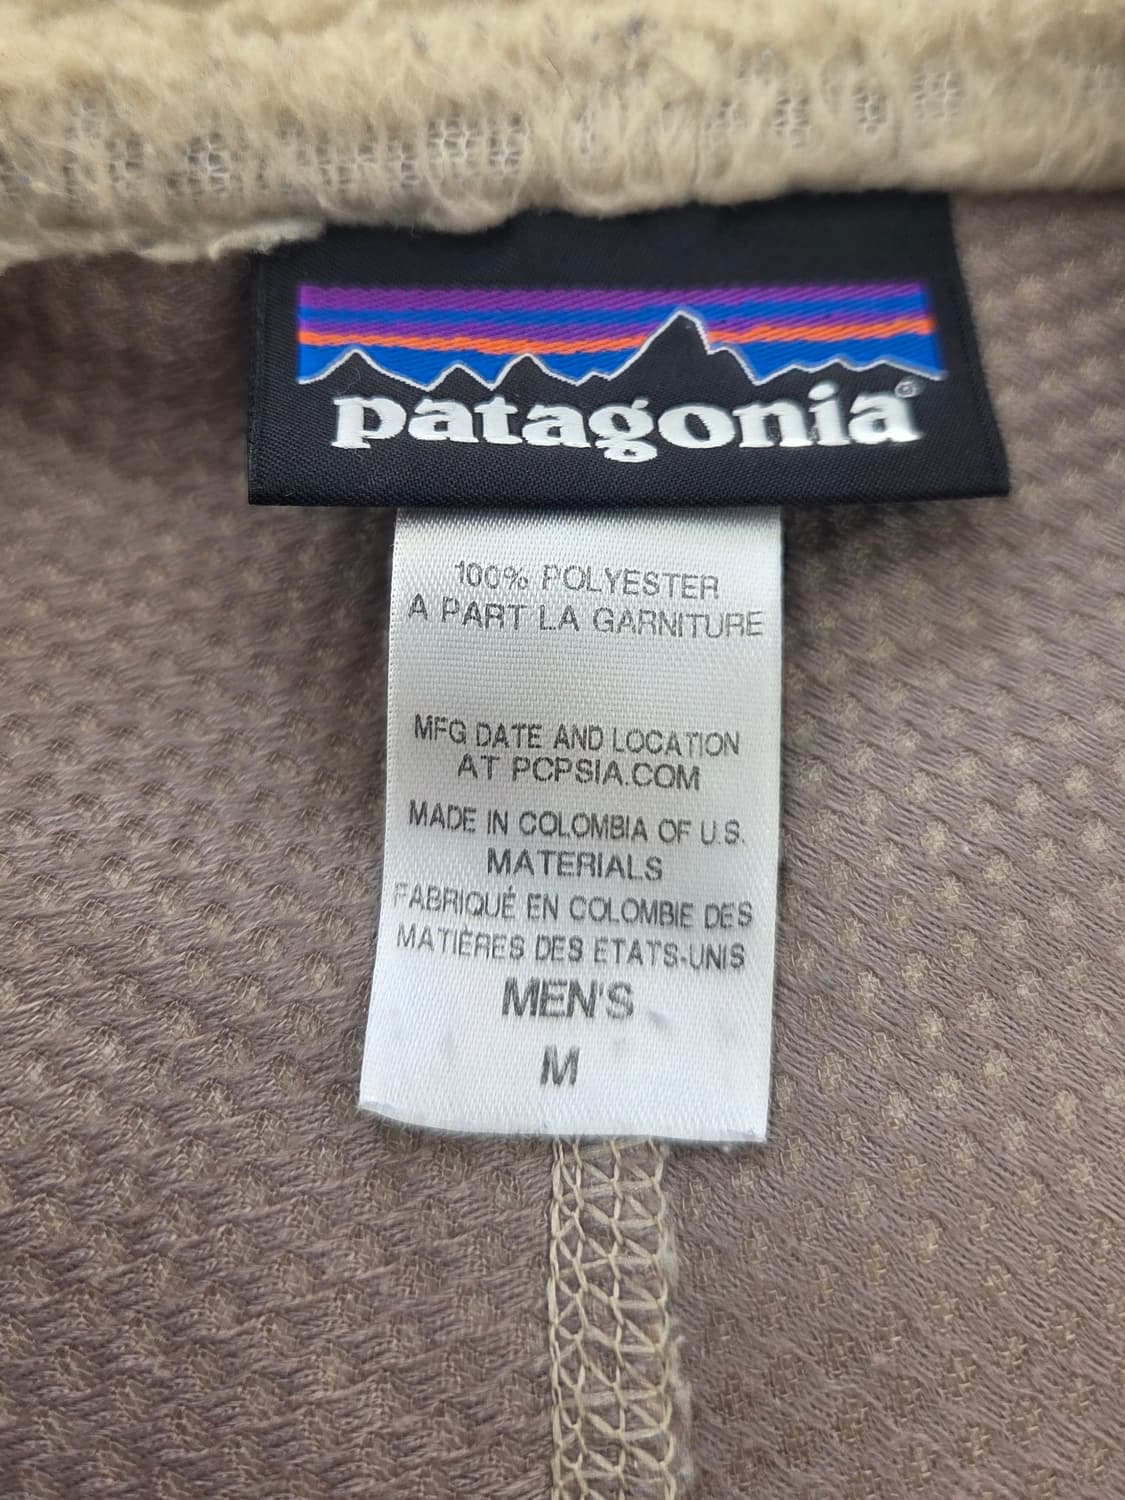 patagonia®
100% POLYESTER
A PART LA GARNITURE
MFG DATE AND LOCATION
AT PCPSIA.COM
MADE IN COLOMBIA OF U.S.
MATERIALS
FABRIQUÉ EN COLOMBIE DES
MATIÈRES DES ETATS-UNIS
MEN'S
M